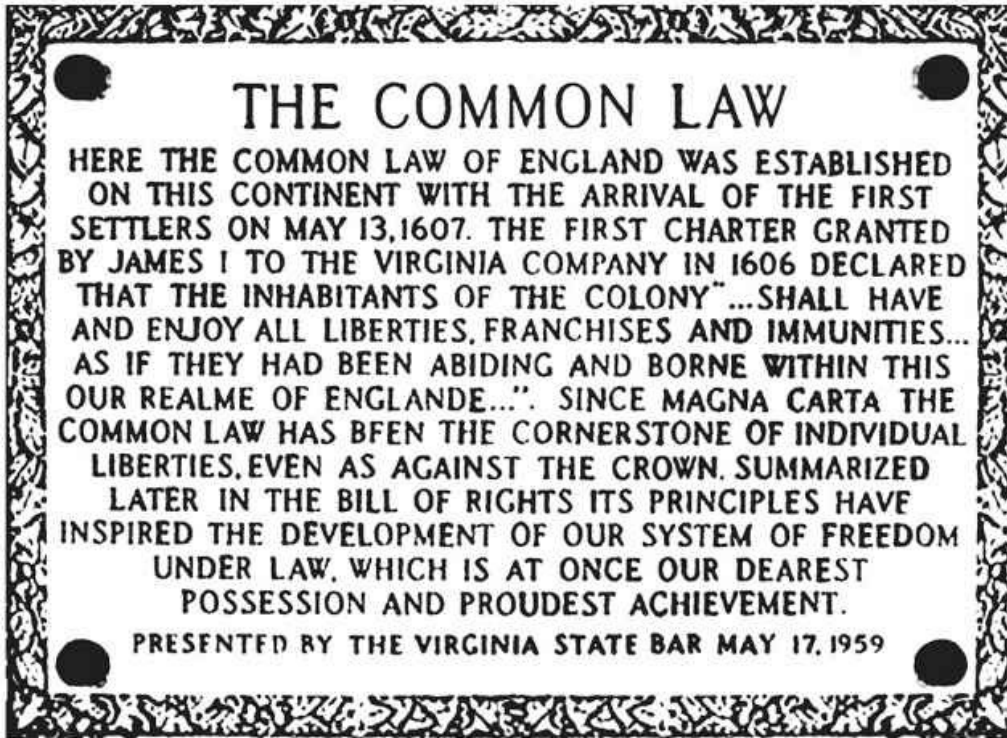 THE COMMON LAW
HERE THE COMMON LAW OF ENGLAND WAS ESTABLISHED
ON THIS CONTINENT WITH THE ARRIVAL OF THE FIRST
SETTLERS ON MAY 13, 1607. THE FIRST CHARTER GRANTED
BY JAMES I TO THE VIRGINIA COMPANY IN 1606 DECLARED
THAT THE INHABITANTS OF THE COLONY "...SHALL HAVE
AND ENJOY ALL LIBERTIES, FRANCHISES AND IMMUNITIES...
AS IF THEY HAD BEEN ABIDING AND BORNE WITHIN THIS
OUR REALME OF ENGLANDE...". SINCE MAGNA CARTA THE
COMMON LAW HAS BEEN THE CORNERSTONE OF INDIVIDUAL
LIBERTIES, EVEN AS AGAINST THE CROWN. SUMMARIZED
LATER IN THE BILL OF RIGHTS ITS PRINCIPLES HAVE
INSPIRED THE DEVELOPMENT OF OUR SYSTEM OF FREEDOM
UNDER LAW, WHICH IS AT ONCE OUR DEAREST
POSSESSION AND PROUDEST ACHIEVEMENT.
PRESENTED BY THE VIRGINIA STATE BAR MAY 17, 1959